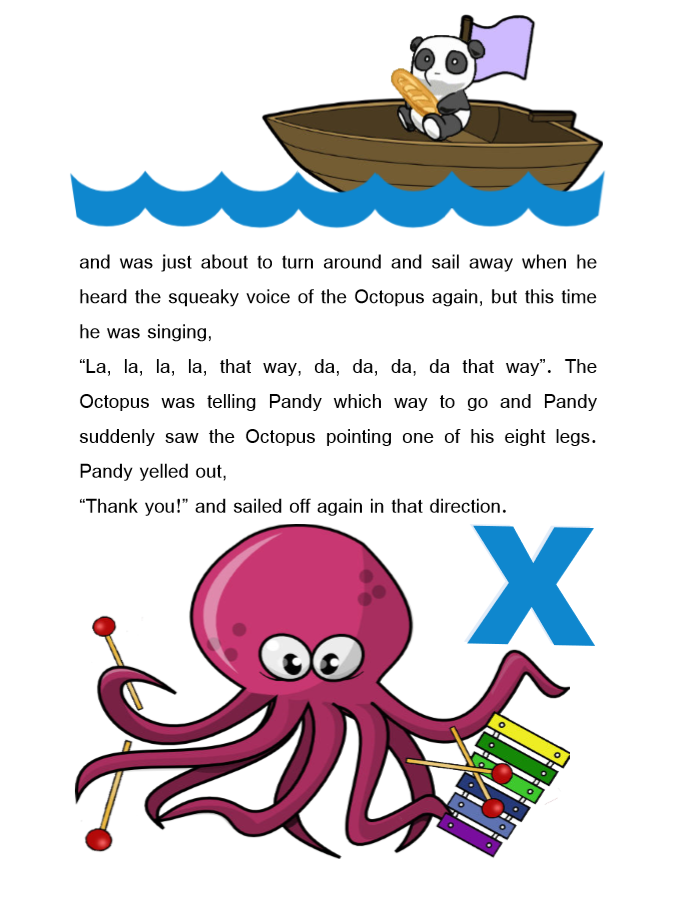 and was just about to turn around and sail away when he
heard the squeaky voice of the Octopus again, but this time
he was singing,
“La, la, la, la, that way, da, da, da, da that way”. The
Octopus was telling Pandy which way to go and Pandy
suddenly saw the Octopus pointing one of his eight legs.
Pandy yelled out,
“Thank you!” and sailed off again in that direction.
X